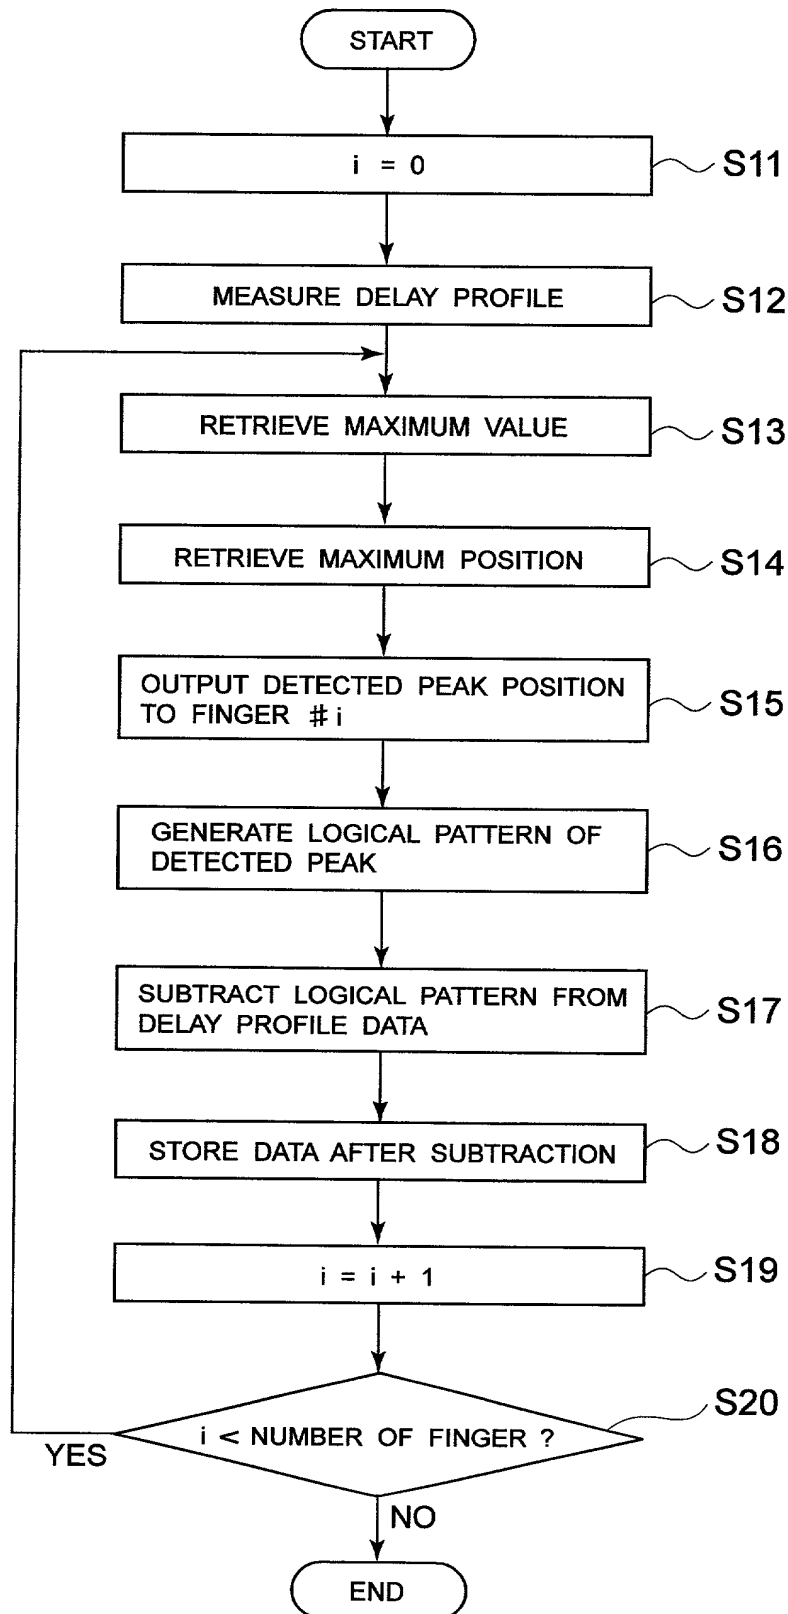 START
i = 0
S11
MEASURE DELAY PROFILE
S12
RETRIEVE MAXIMUM VALUE
S13
RETRIEVE MAXIMUM POSITION
S14
OUTPUT DETECTED PEAK POSITION
TO FINGER #i
S15
GENERATE LOGICAL PATTERN OF
DETECTED PEAK
S16
SUBTRACT LOGICAL PATTERN FROM
DELAY PROFILE DATA
S17
STORE DATA AFTER SUBTRACTION
S18
i = i + 1
S19
i < NUMBER OF FINGER ?
S20
YES
NO
END